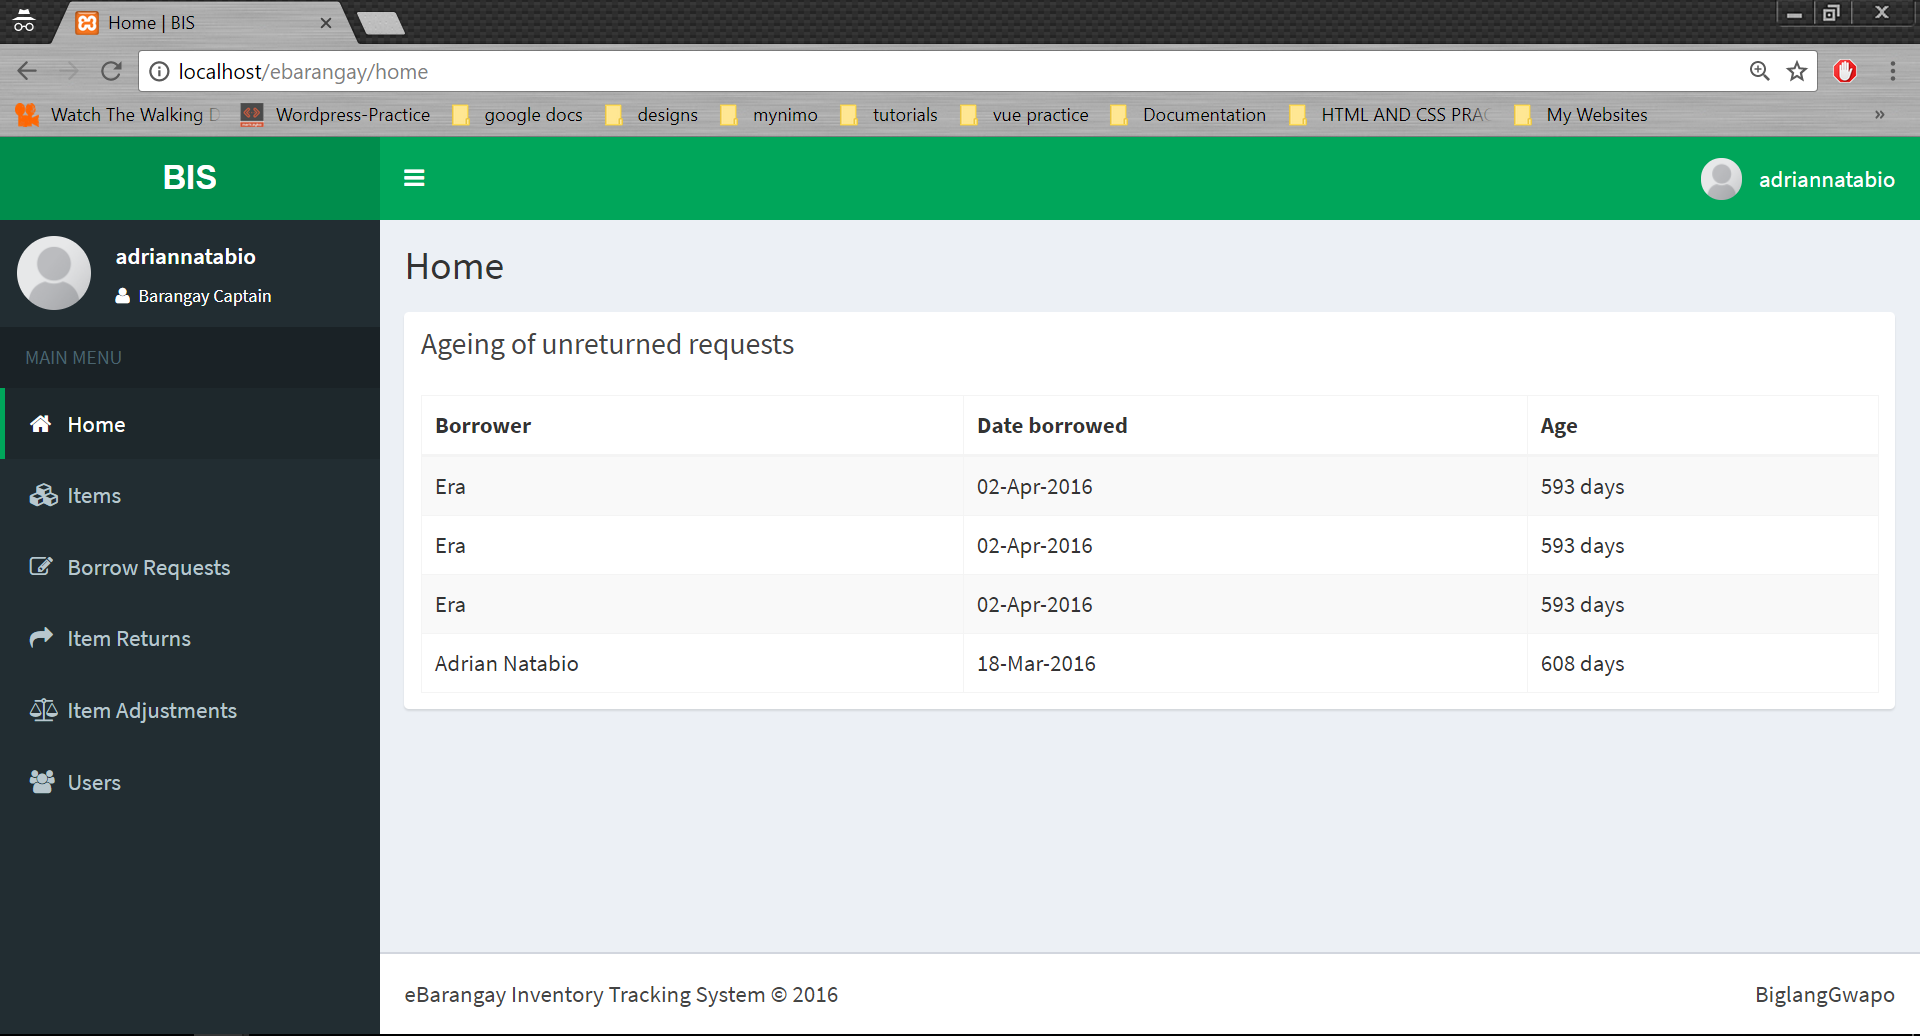 Home | BIS
localhost/ebarangay/home
Watch The Walking D Wordpress-Practice google docs designs mynimo tutorials vue practice Documentation HTML AND CSS PRAC My Websites »
BIS
adriannatabio
adriannatabio
Barangay Captain
MAIN MENU
Home
Items
Borrow Requests
Item Returns
Item Adjustments
Users
Home
Ageing of unreturned requests
Borrower Date borrowed Age
Era 02-Apr-2016 593 days
Era 02-Apr-2016 593 days
Era 02-Apr-2016 593 days
Adrian Natabio 18-Mar-2016 608 days
eBarangay Inventory Tracking System © 2016 BiglangGwapo